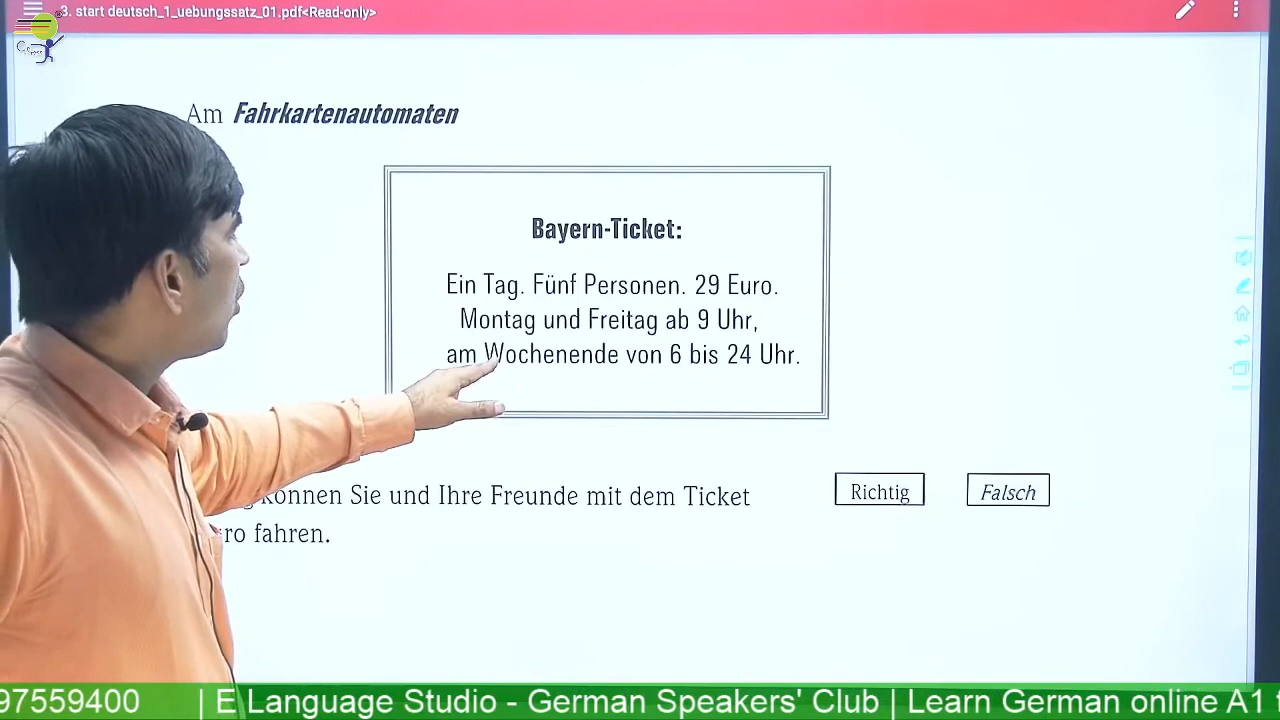 3. start deutsch_1_uebungssatz_01.pdf<Read-only>
Am Fahrkartenautomaten
Bayern-Ticket:
Ein Tag. Fünf Personen. 29 Euro.
Montag und Freitag ab 9 Uhr,
am Wochenende von 6 bis 24 Uhr.
können Sie und Ihre Freunde mit dem Ticket
fahren.
Richtig
Falsch
97559400 | E Language Studio - German Speakers' Club | Learn German online A1